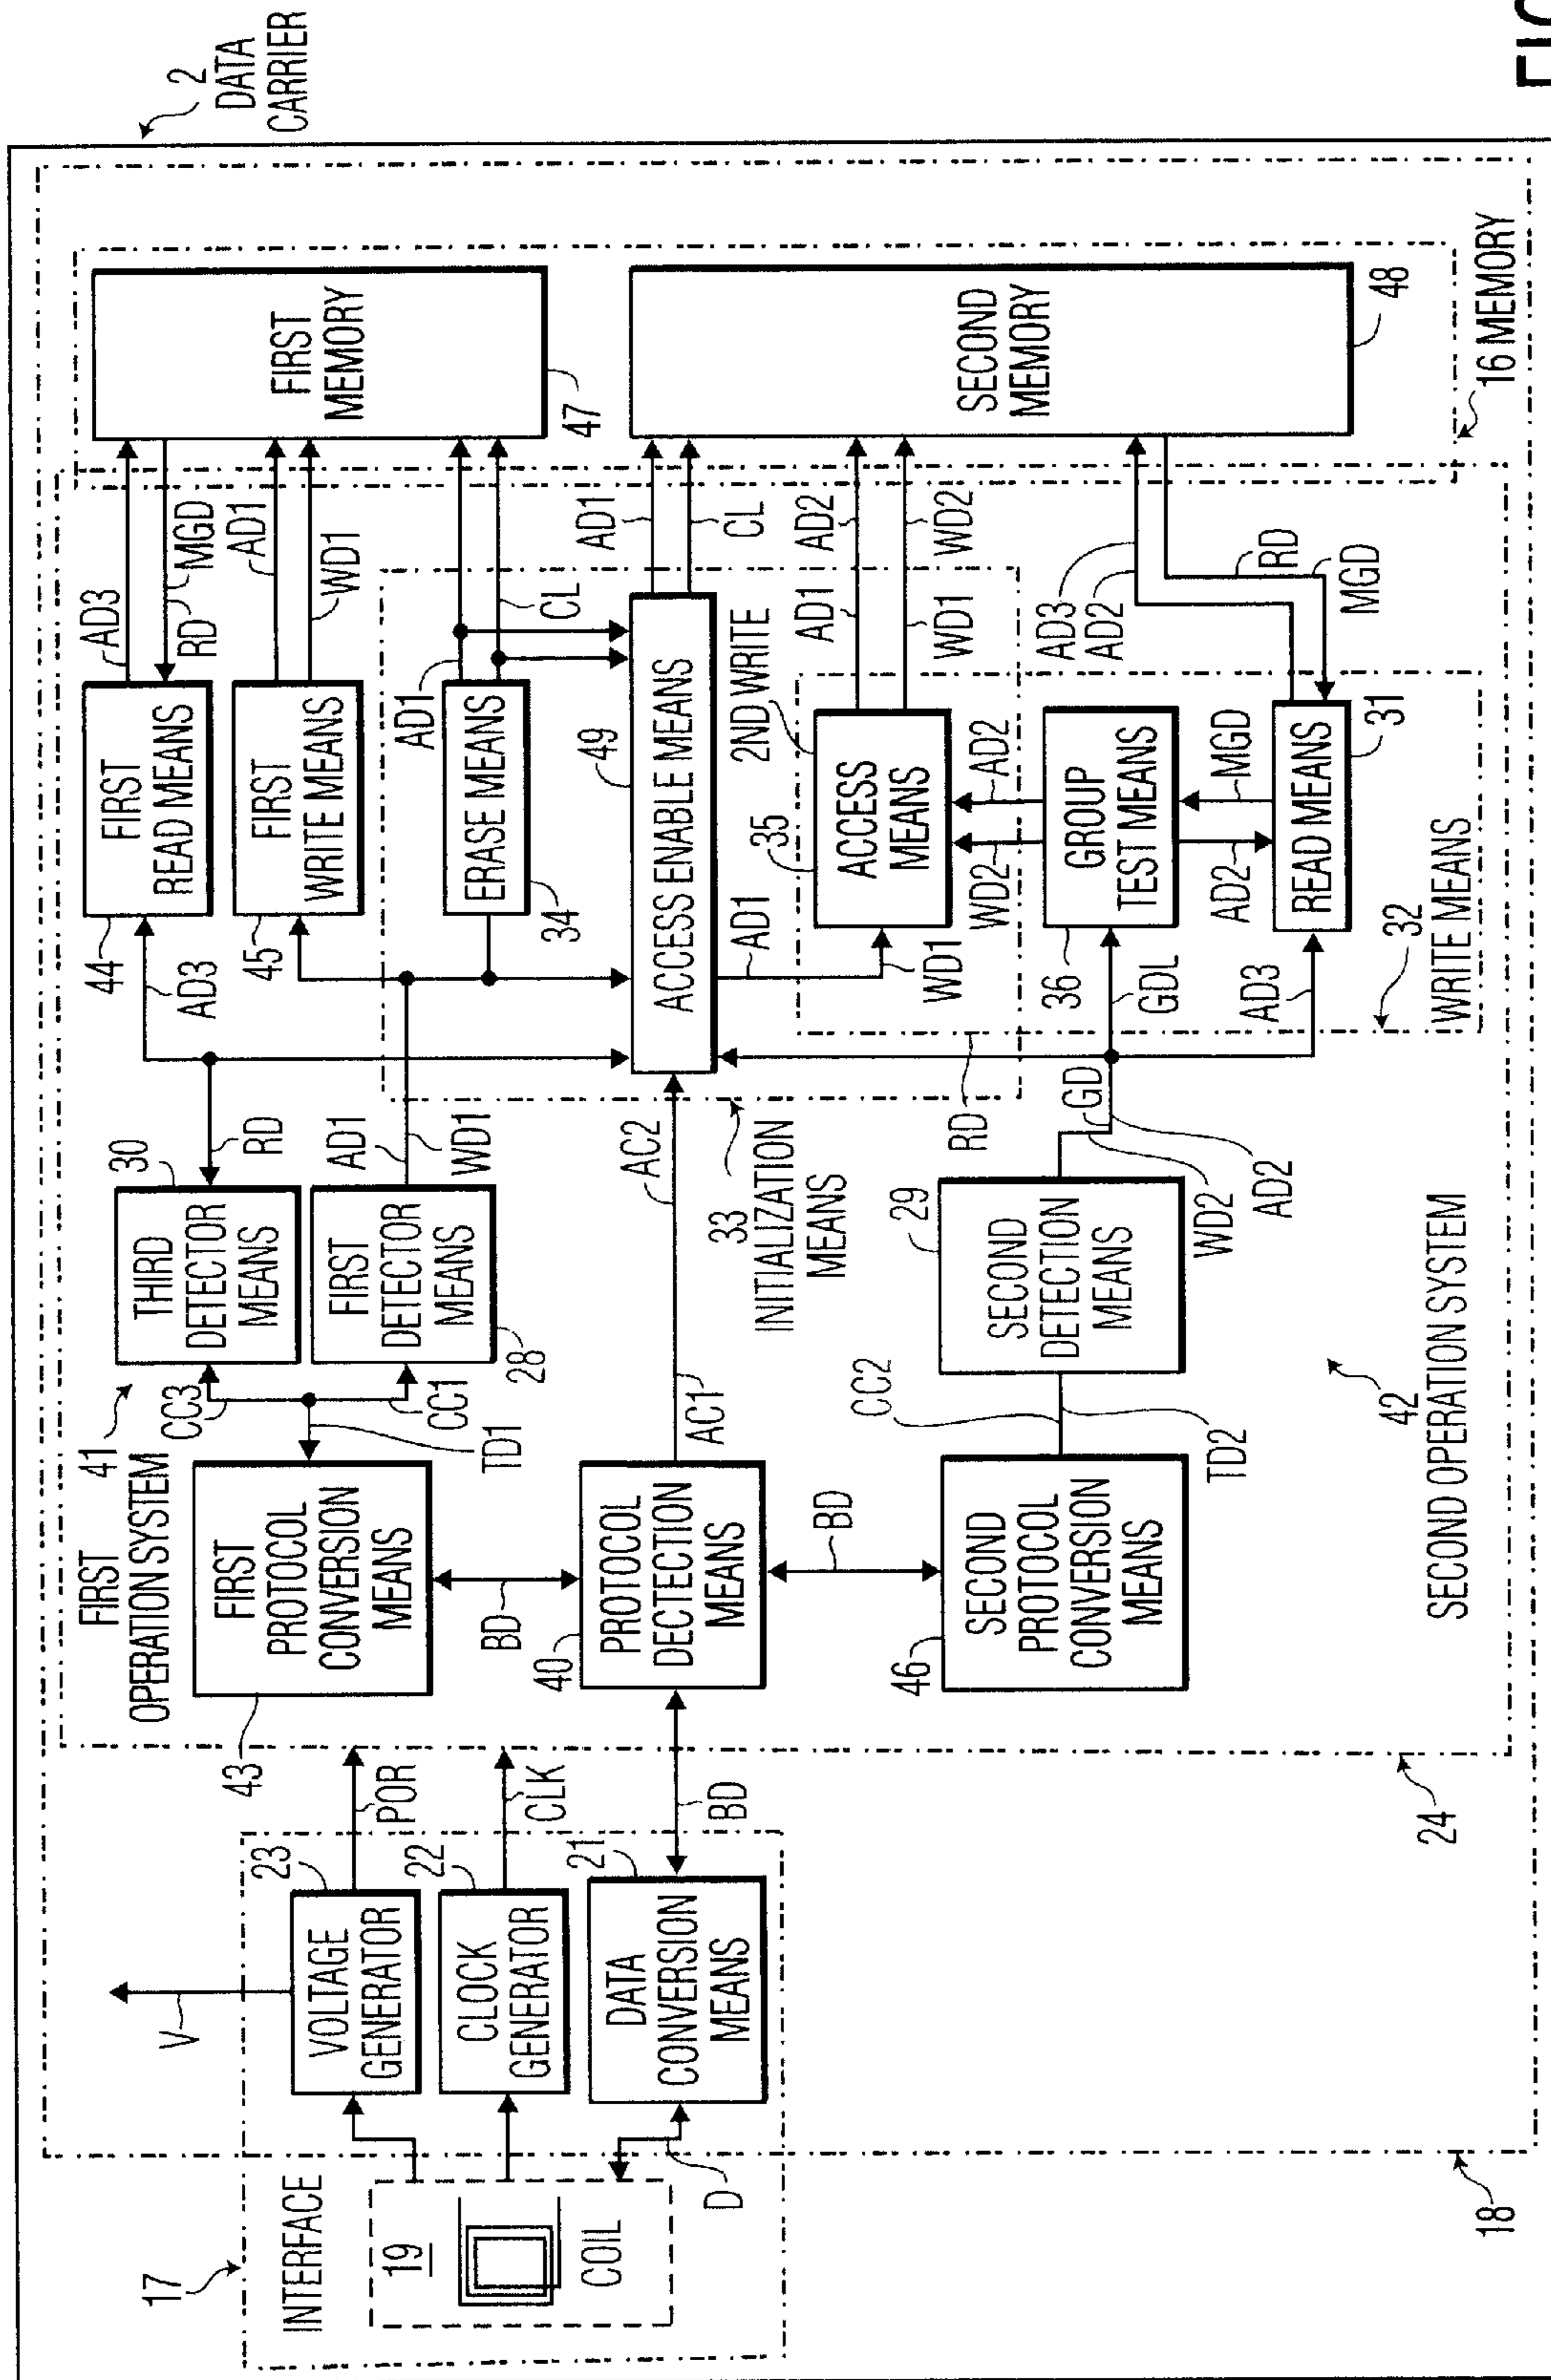 2
DATA
CARRIER
17
INTERFACE
19
COIL
D
V
23
VOLTAGE
GENERATOR
POR
22
CLOCK
GENERATOR
CLK
21
DATA
CONVERSION
MEANS
BD
18
24
FIRST
OPERATION SYSTEM
41
43
FIRST
PROTOCOL
CONVERSION
MEANS
BD
40
PROTOCOL
DECTECTION
MEANS
BD
46
SECOND
PROTOCOL
CONVERSION
MEANS
CC3
TD1
CC1
AC1
AC2
CC2
TD2
30
THIRD
DETECTOR
MEANS
RD
FIRST
DETECTOR
MEANS
28
AD1
WD1
33
INITIALIZATION
MEANS
29
SECOND
DETECTION
MEANS
WD2
AD2
GD
RD
42
SECOND OPERATION SYSTEM
44
AD3
FIRST
READ MEANS
AD3
RD
MGD
45
FIRST
WRITE MEANS
AD1
WD1
AD1
ERASE MEANS
34
CL
49
ACCESS ENABLE MEANS
AD1
CL
AD1
WD1
35
ACCESS
MEANS
2ND WRITE
AD1
AD2
WD1
WD2
WD2
AD2
36
GROUP
TEST MEANS
GDL
AD2
MGD
AD3
READ MEANS
31
AD3
AD2
RD
MGD
32
WRITE MEANS
FIRST
MEMORY
47
SECOND
MEMORY
48
16 MEMORY